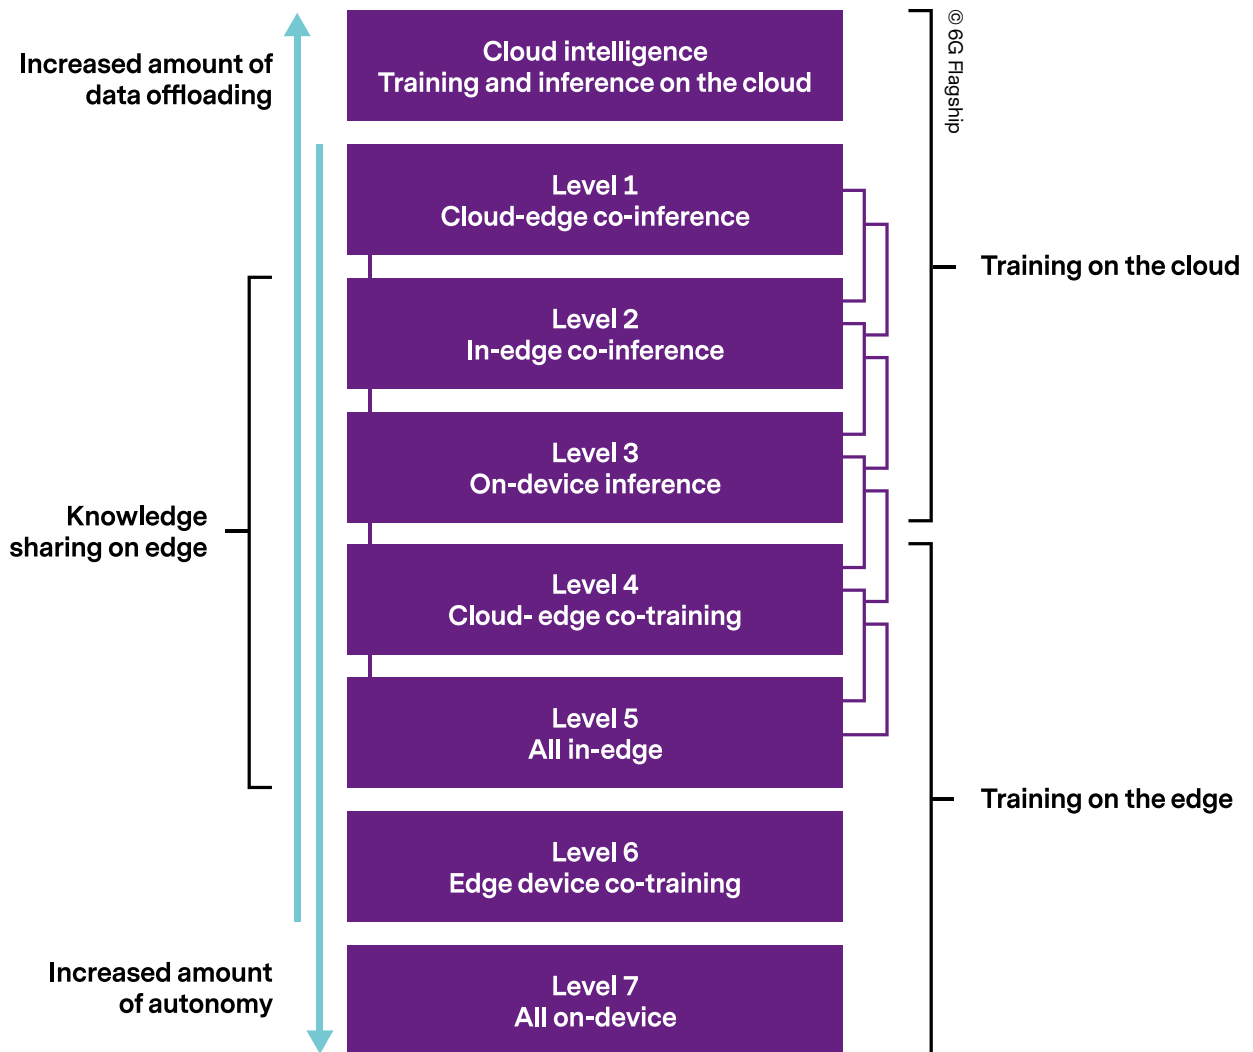 Cloud intelligence
Training and inference on the cloud
© 6G Flagship
Increased amount of
data offloading
Level 1
Cloud-edge co-inference
Training on the cloud
Level 2
In-edge co-inference
Level 3
On-device inference
Knowledge
sharing on edge
Level 4
Cloud- edge co-training
Level 5
All in-edge
Training on the edge
Level 6
Edge device co-training
Increased amount
of autonomy
Level 7
All on-device